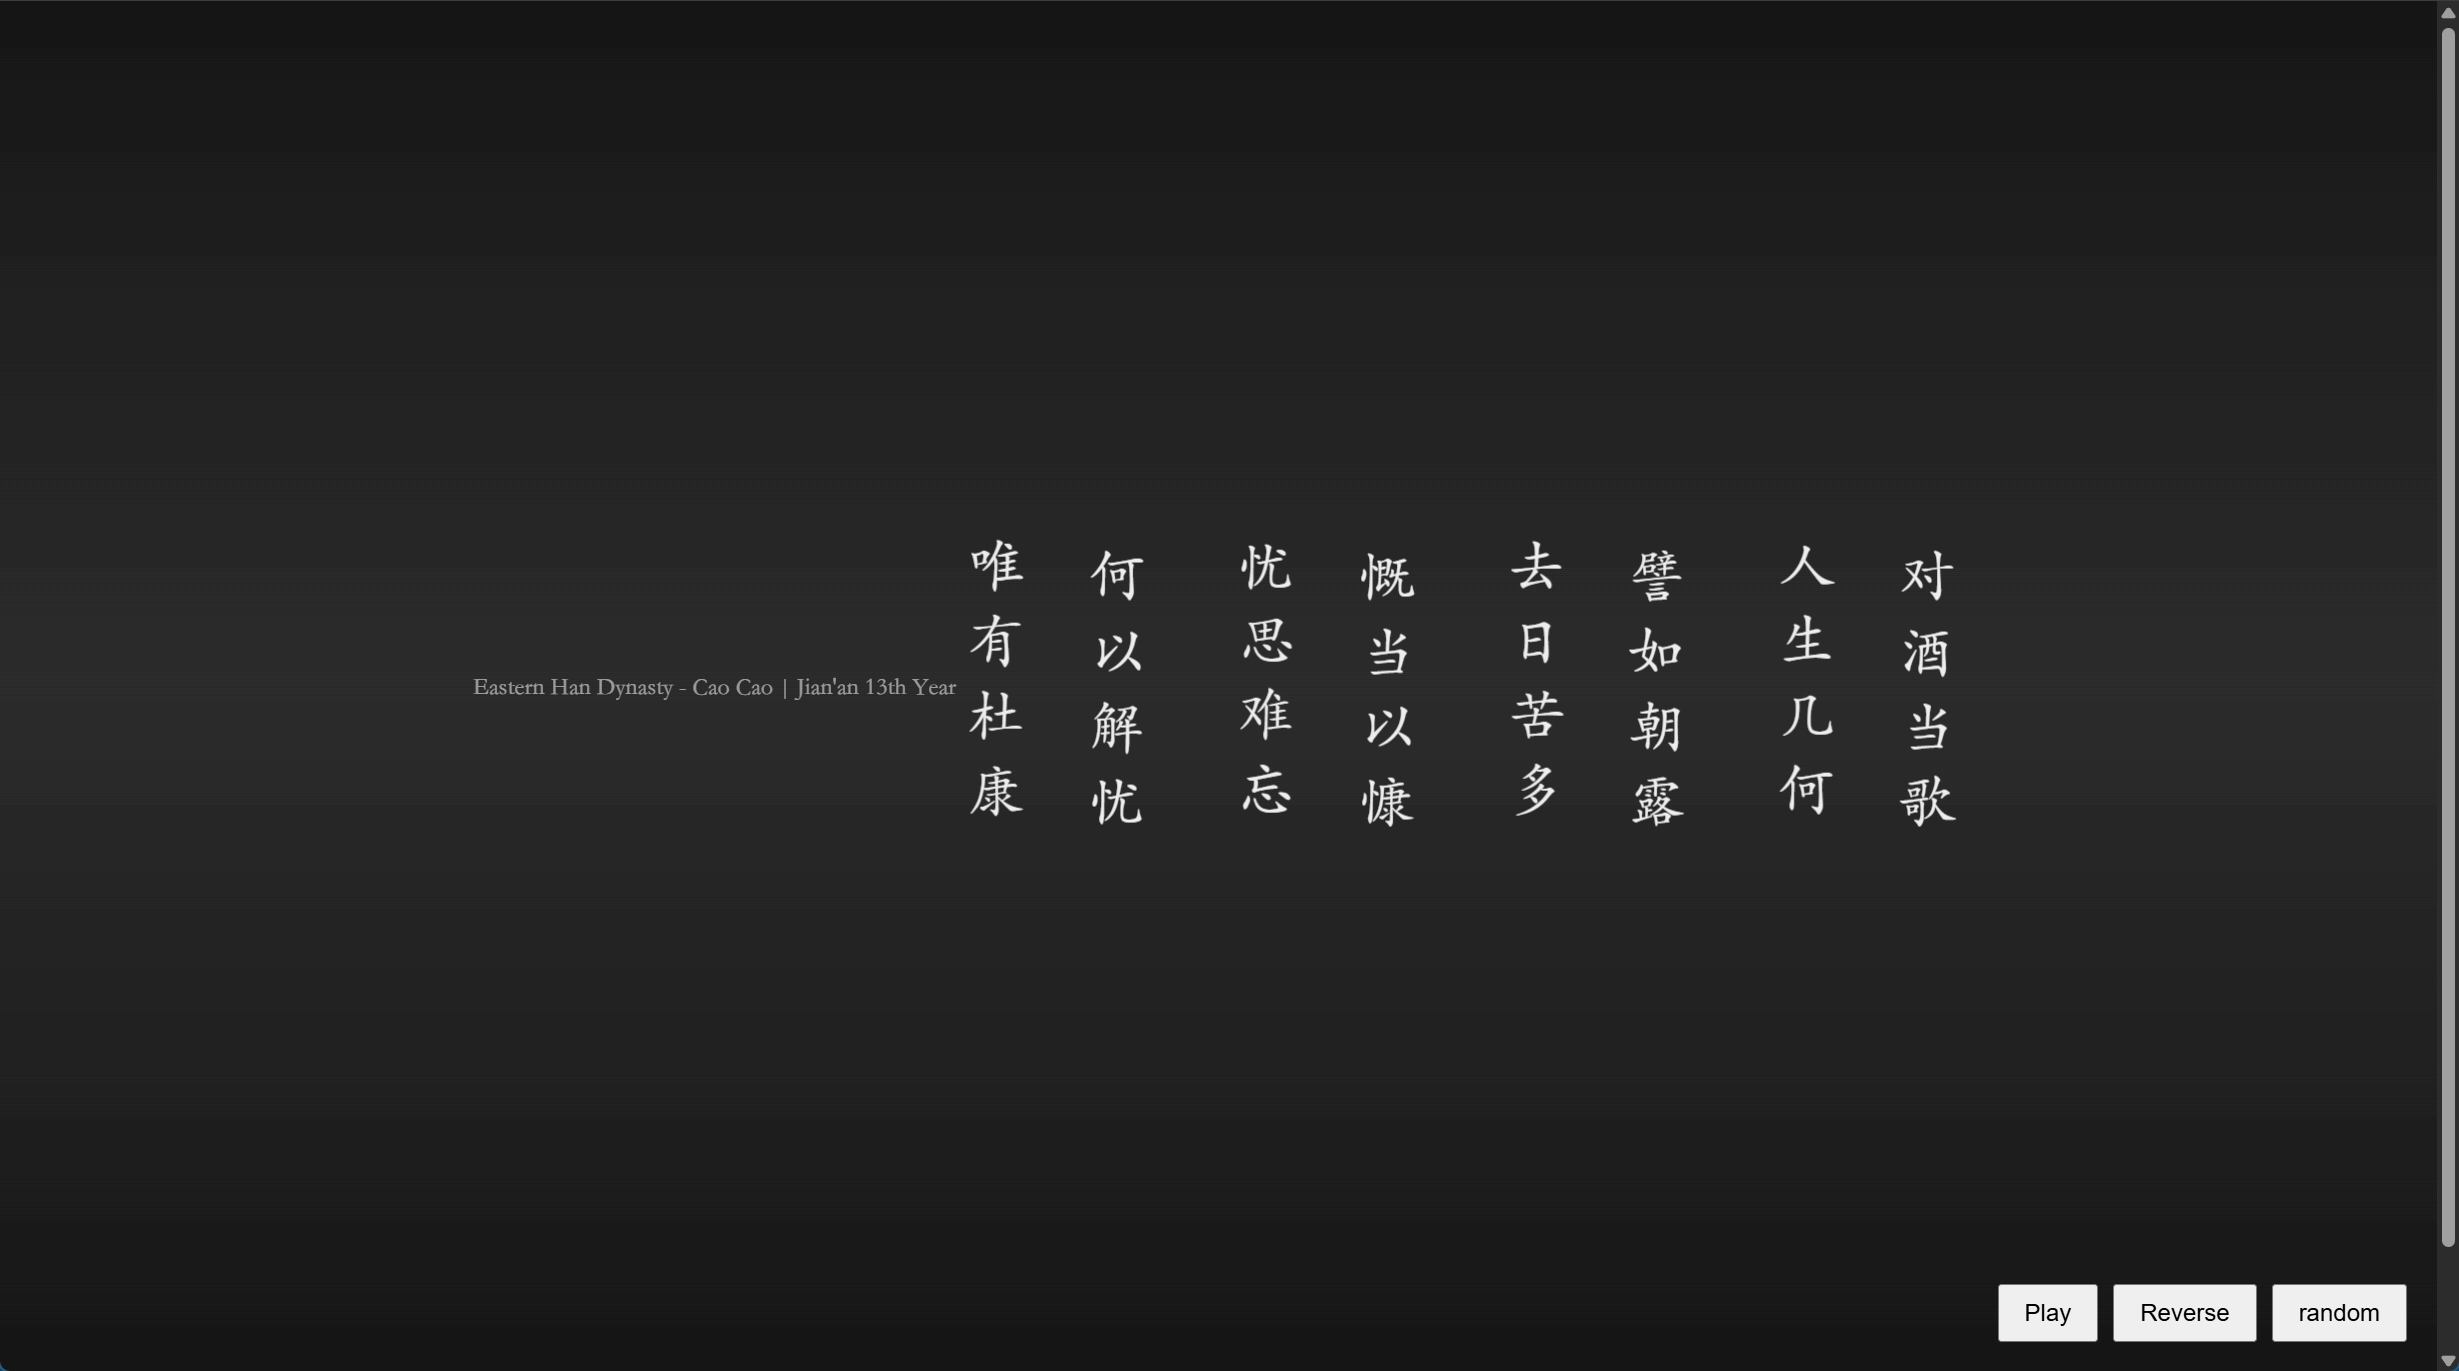 对酒当歌
人生几何
譬如朝露
去日苦多
慨当以慷
忧思难忘
何以解忧
唯有杜康
Eastern Han Dynasty - Cao Cao | Jian'an 13th Year
Play
Reverse
random